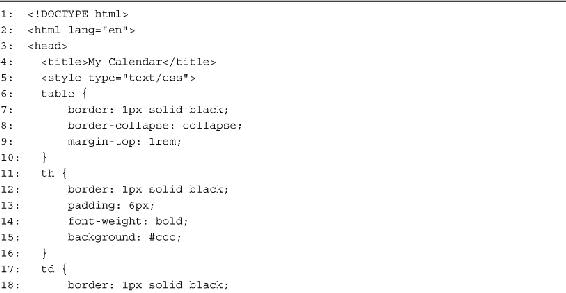 1: <!DOCTYPE html>
2: <html lang="en">
3: <head>
4: <title>My Calendar</title>
5: <style type="text/css">
6: table {
7: border: 1px solid black;
8: border-collapse: collapse;
9: margin-top: 1rem;
10: }
11: th {
12: border: 1px solid black;
13: padding: 6px;
14: font-weight: bold;
15: background: #ccc;
16: }
17: td {
18: border: 1px solid black;